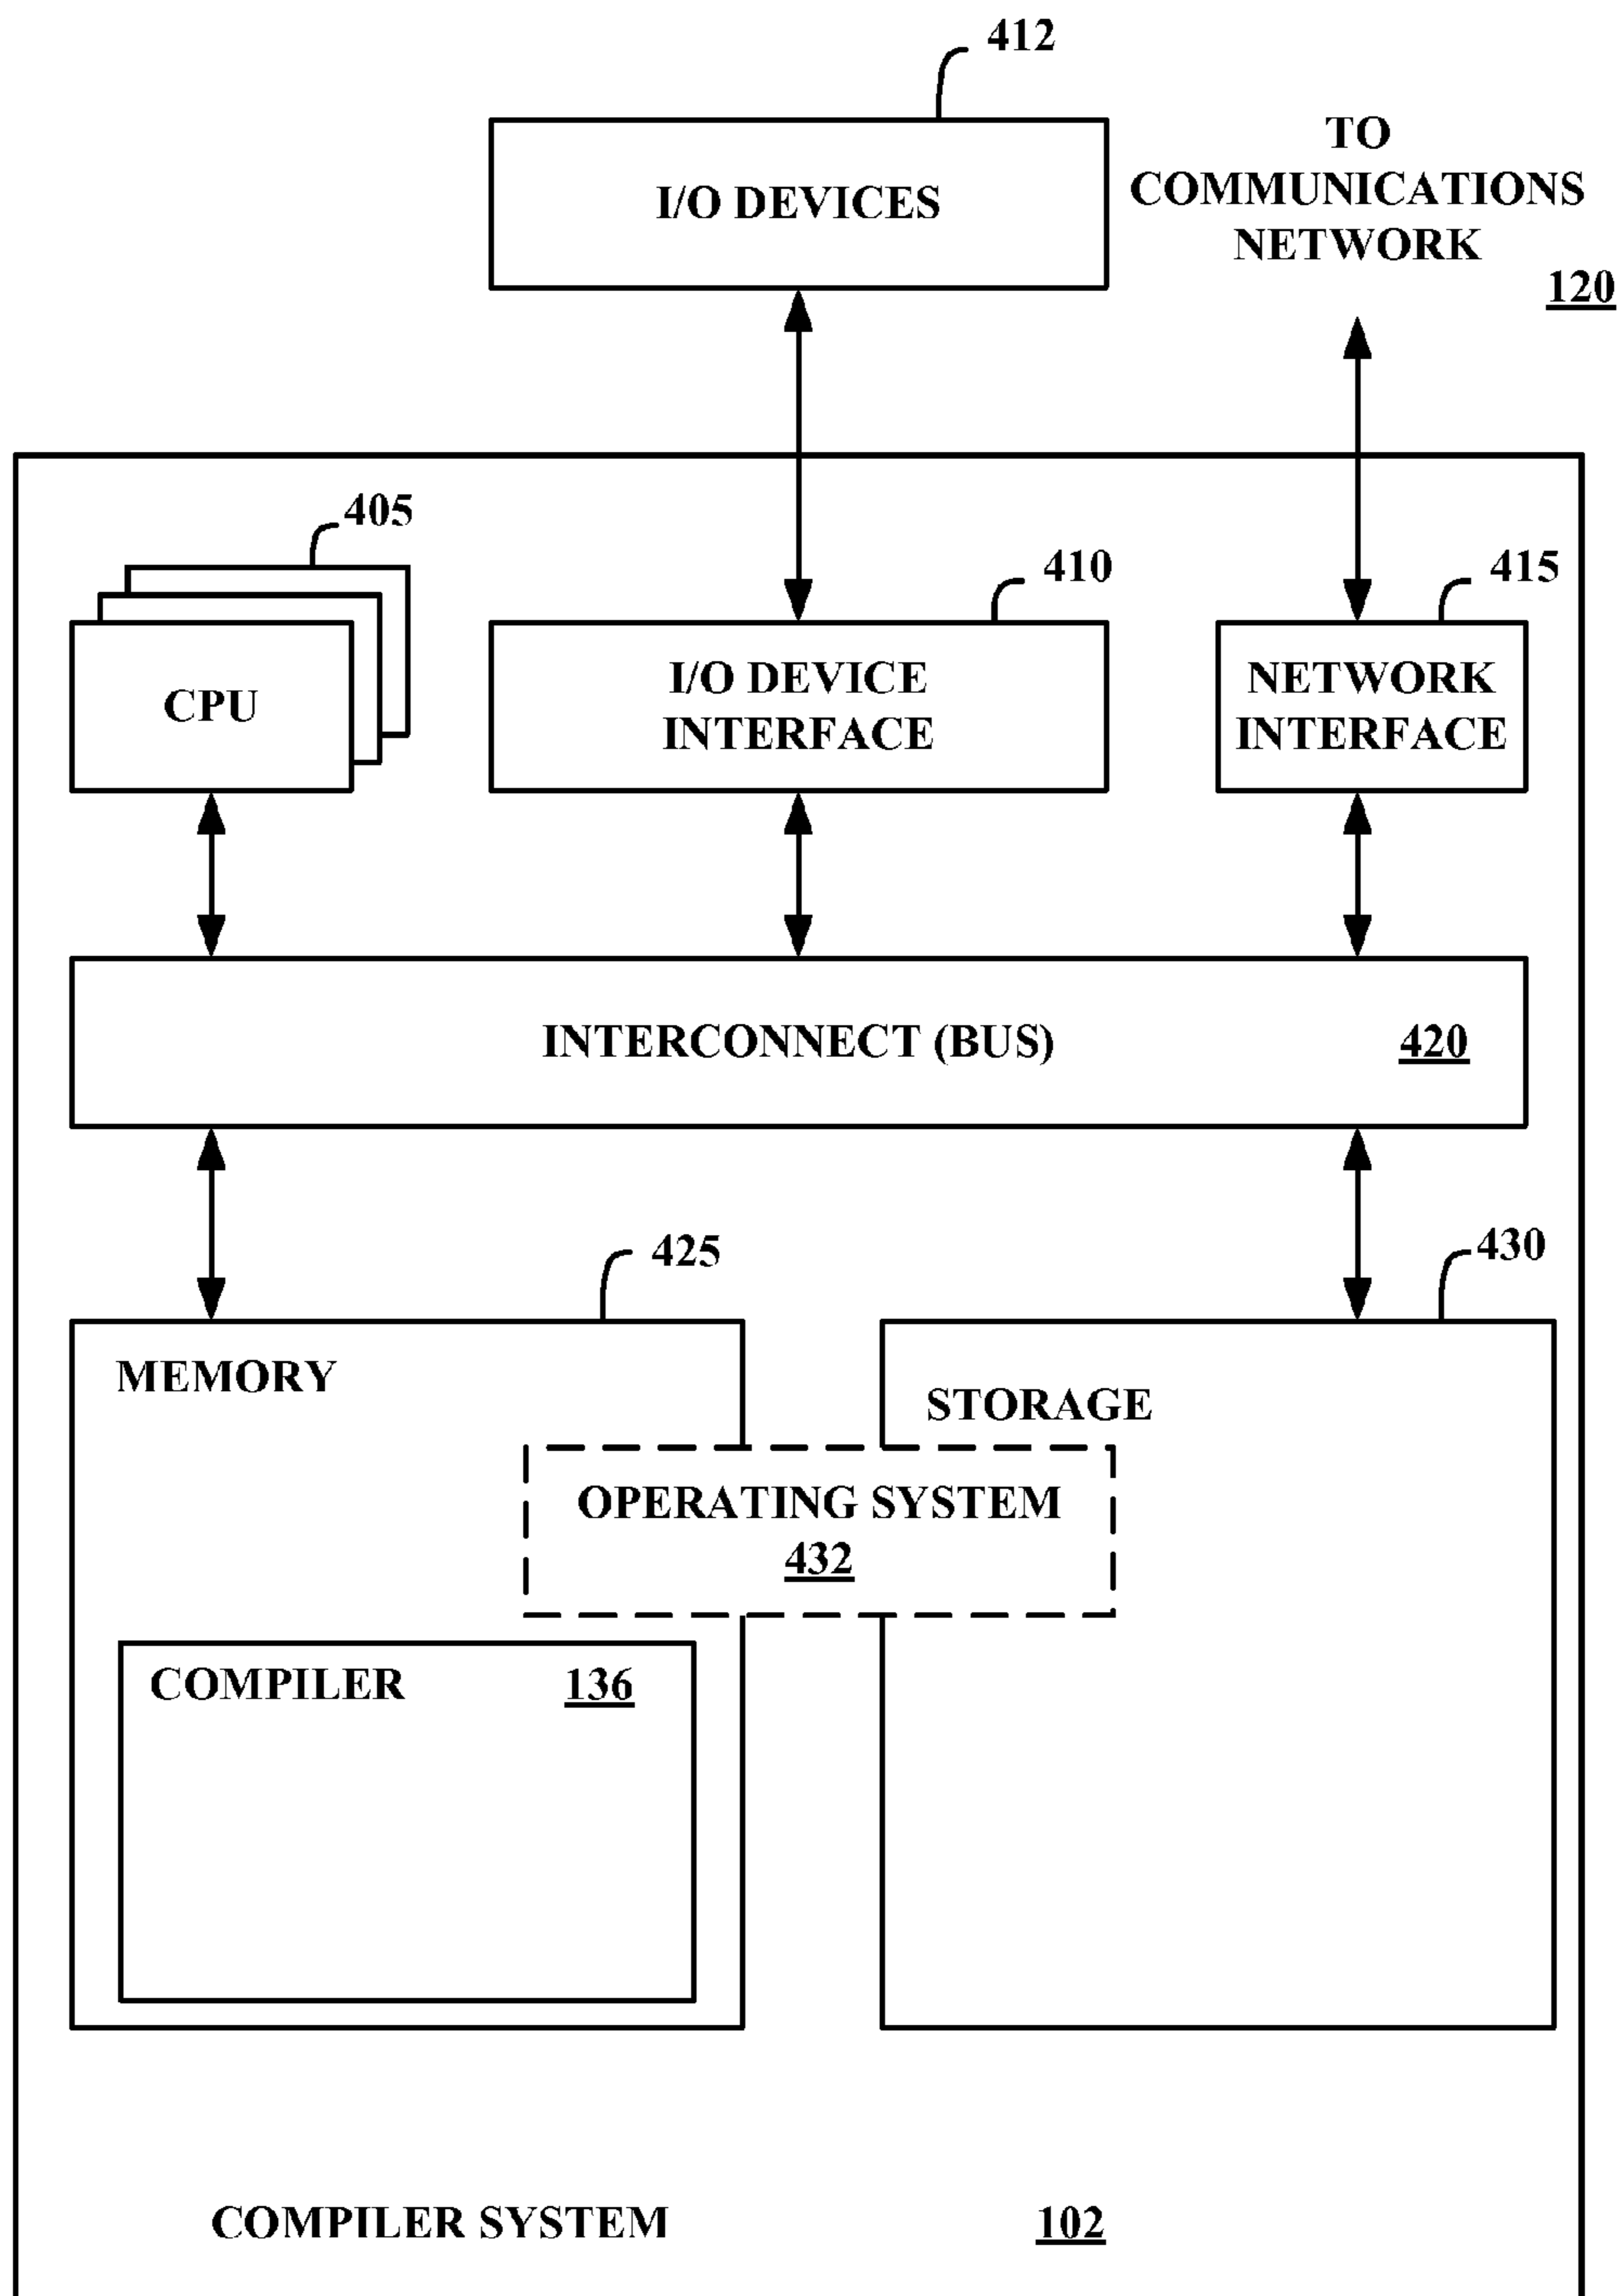 412
I/O DEVICES
TO
COMMUNICATIONS
NETWORK
120
405
CPU
410
I/O DEVICE
INTERFACE
415
NETWORK
INTERFACE
INTERCONNECT (BUS) 420
425
MEMORY
430
STORAGE
OPERATING SYSTEM
432
COMPILER 136
COMPILER SYSTEM 102